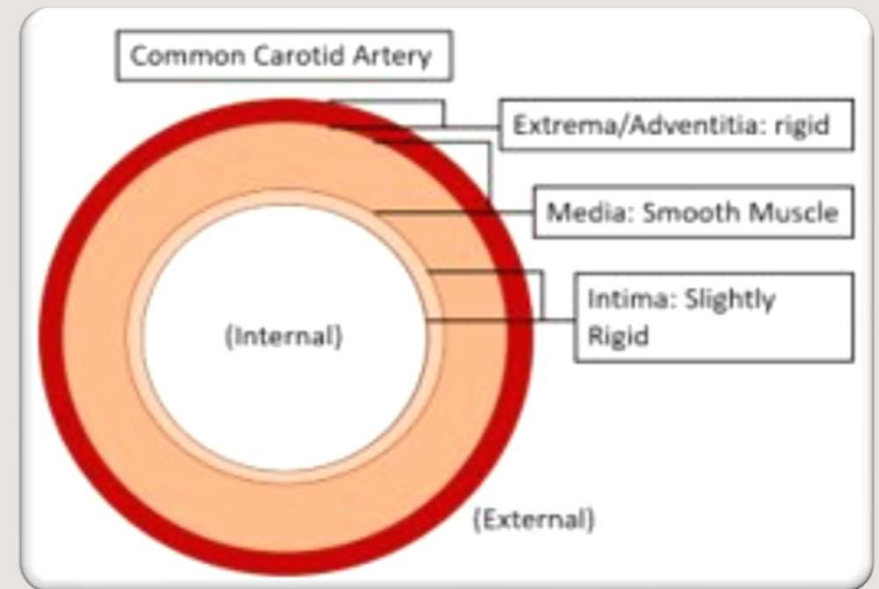 Common Carotid Artery
Extrema/Adventitia: rigid
Media: Smooth Muscle
Intima: Slightly
Rigid
(Internal)
(External)